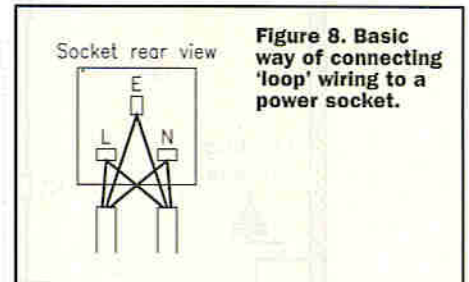 Socket rear view
E
L N
Figure 8. Basic
way of connecting
‘loop’ wiring to a
power socket.